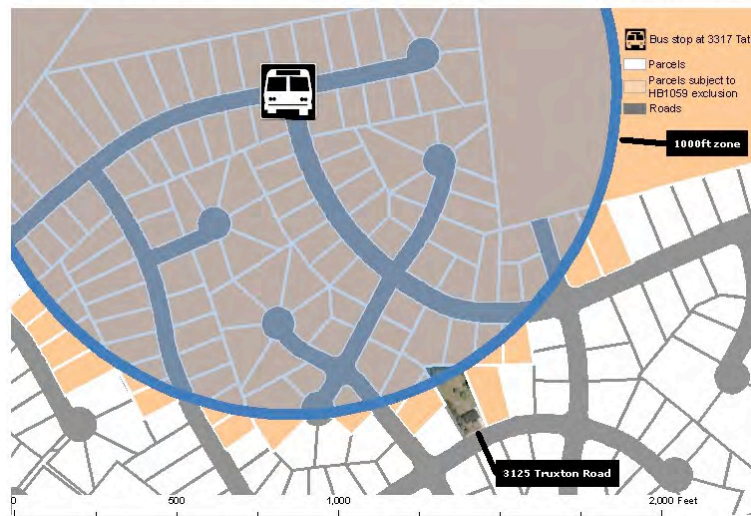 Bus stop at 3317 Tat
Parcels
Parcels subject to
HB1059 exclusion
Roads
1000ft zone
3125 Truxton Road
0 500 1,000 2,000 Feet